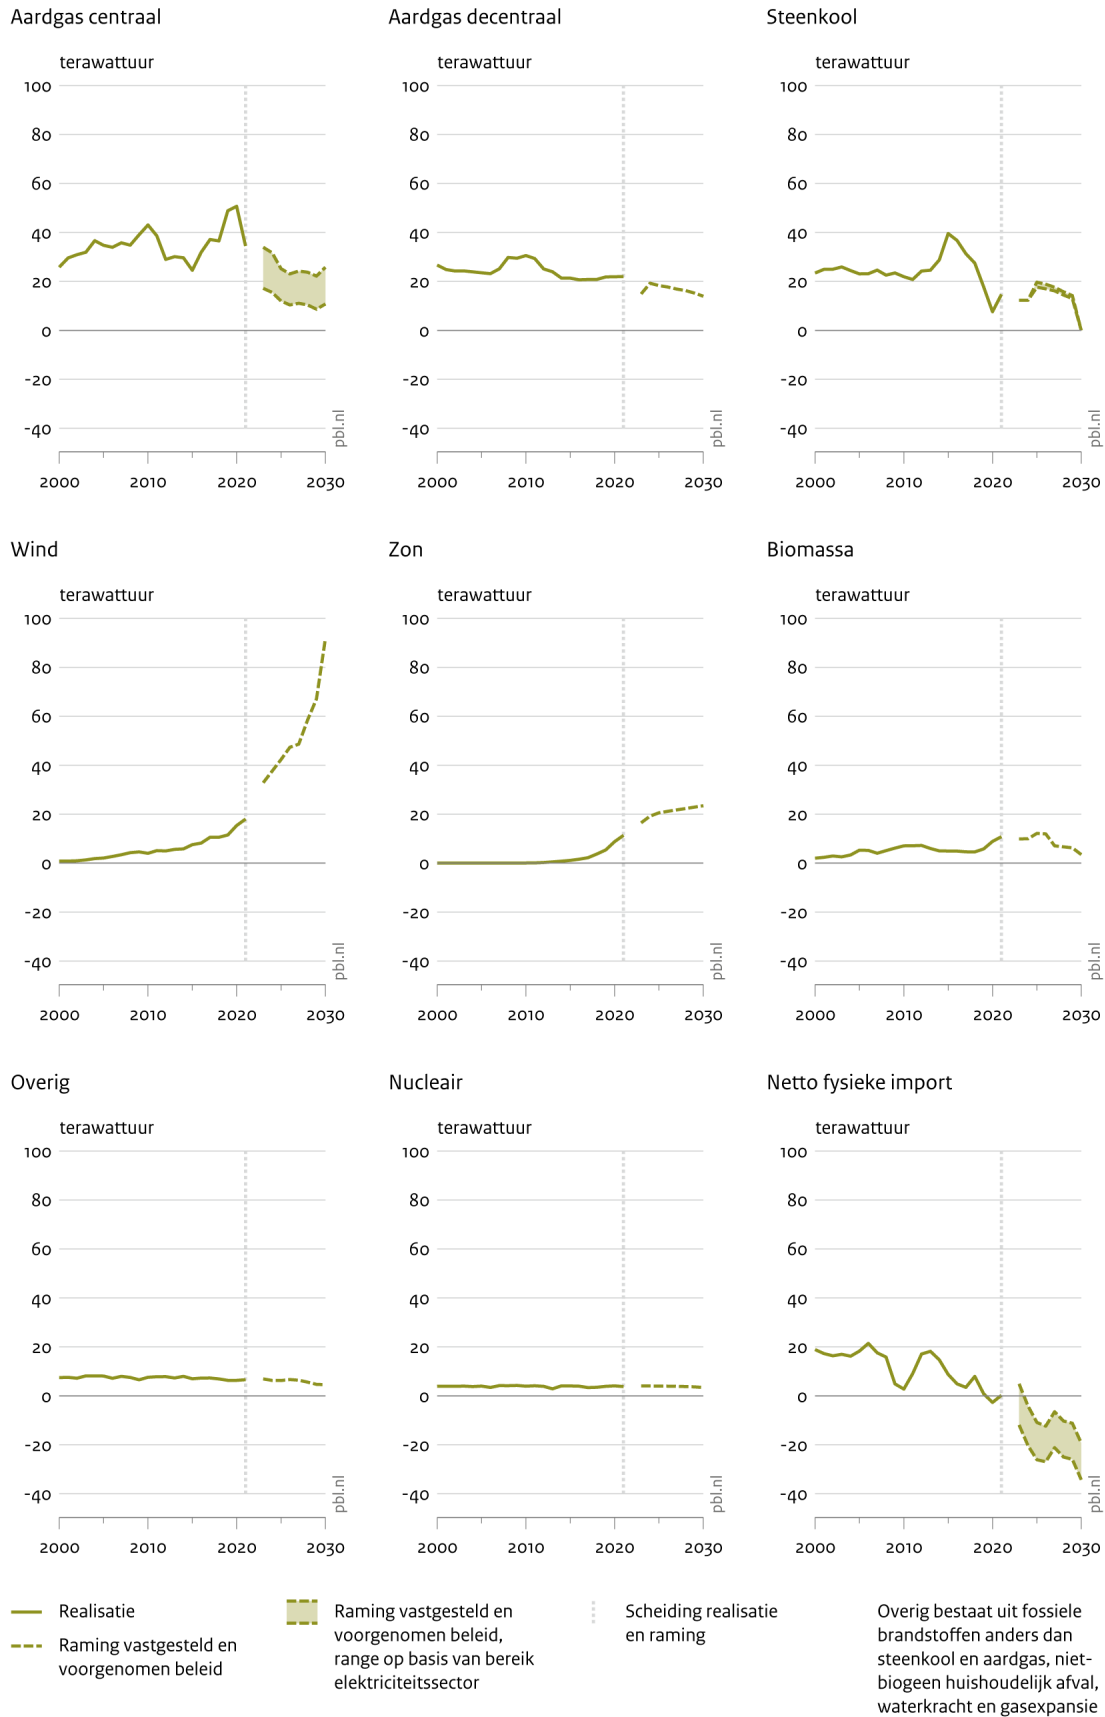 Aardgas centraal
terawattuur
100
80
60
40
20
0
-20
-40
2000 2010 2020 2030
pbl.nl
Aardgas decentraal
terawattuur
100
80
60
40
20
0
-20
-40
2000 2010 2020 2030
pbl.nl
Steenkool
terawattuur
100
80
60
40
20
0
-20
-40
2000 2010 2020 2030
pbl.nl
Wind
terawattuur
100
80
60
40
20
0
-20
-40
2000 2010 2020 2030
pbl.nl
Zon
terawattuur
100
80
60
40
20
0
-20
-40
2000 2010 2020 2030
pbl.nl
Biomassa
terawattuur
100
80
60
40
20
0
-20
-40
2000 2010 2020 2030
pbl.nl
Overig
terawattuur
100
80
60
40
20
0
-20
-40
2000 2010 2020 2030
pbl.nl
Nucleair
terawattuur
100
80
60
40
20
0
-20
-40
2000 2010 2020 2030
pbl.nl
Netto fysieke import
terawattuur
100
80
60
40
20
0
-20
-40
2000 2010 2020 2030
pbl.nl
Realisatie
Raming vastgesteld en
voorgenomen beleid
Raming vastgesteld en
voorgenomen beleid,
range op basis van bereik
elektriciteitssector
Scheiding realisatie
en raming
Overig bestaat uit fossiele
brandstoffen anders dan
steenkool en aardgas, niet-
biogeen huishoudelijk afval,
waterkracht en gasexpansie